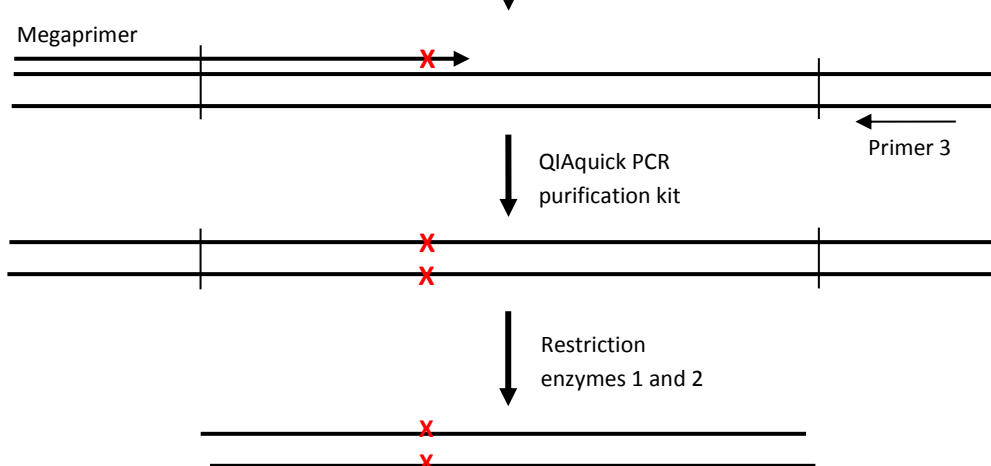 Megaprimer
X
Primer 3
QIAquick PCR
purification kit
X
X
Restriction
enzymes 1 and 2
X
X